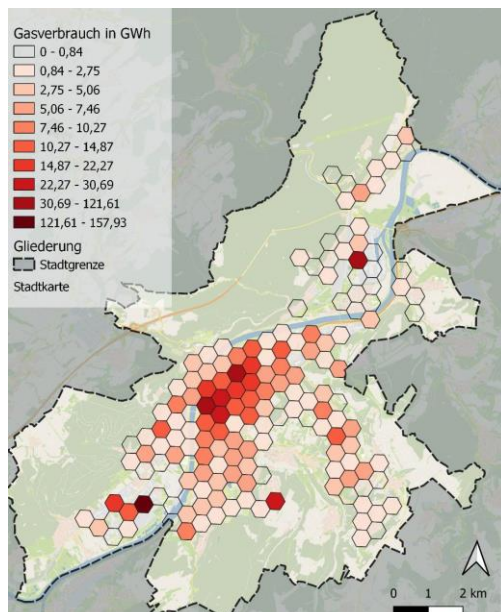 Gasverbrauch in GWh
0 - 0,84
0,84 - 2,75
2,75 - 5,06
5,06 - 7,46
7,46 - 10,27
10,27 - 14,87
14,87 - 22,27
22,27 - 30,69
30,69 - 121,61
121,61 - 157,93
Gliederung
Stadtgrenze
Stadtkarte
0 1 2 km